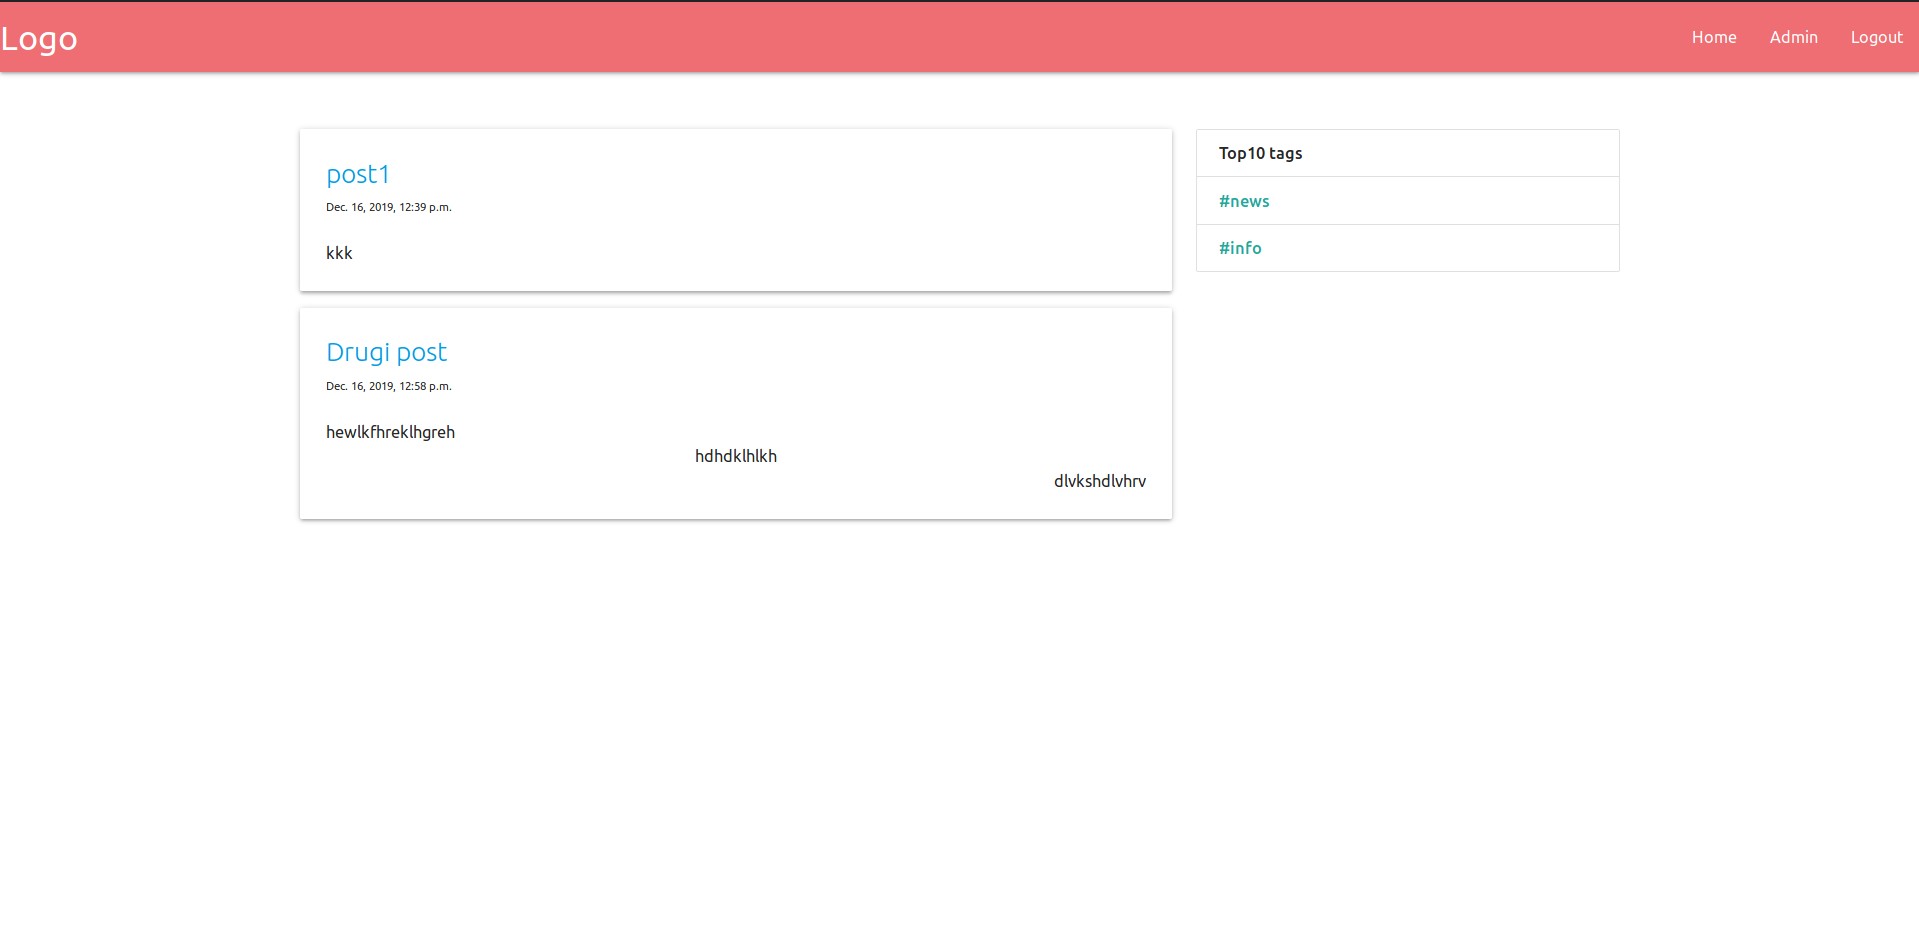 Logo
Home Admin Logout
post1
Dec. 16, 2019, 12:39 p.m.
kkk
Drugi post
Dec. 16, 2019, 12:58 p.m.
hewlkfhreklhgreh
hdhdklhlkh
dlvkshdlvhrv
Top10 tags
#news
#info